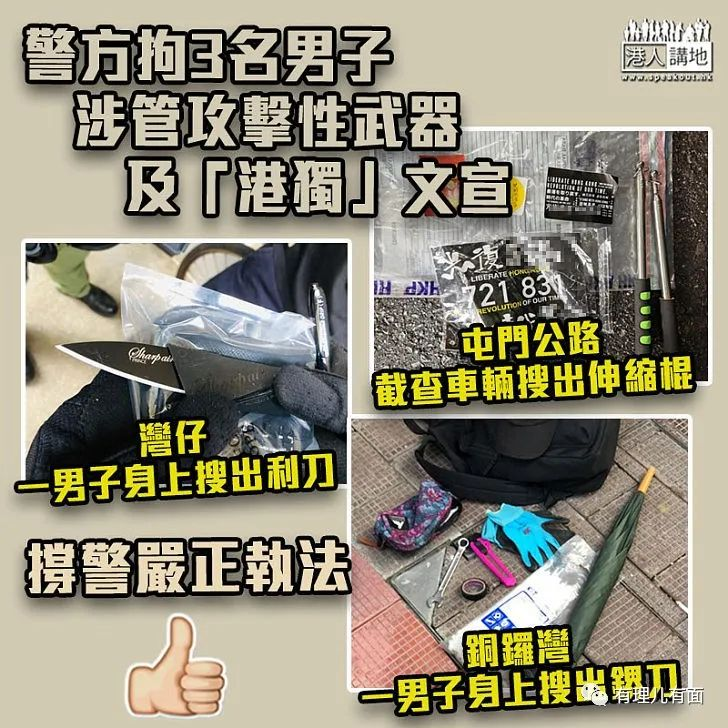 警方拘3名男子
涉管攻擊性武器
及「港獨」文宣
港人講地
www.speakout.hk
LIBERATE HONG KONG
REVOLUTION OF OUR TIME
LIBERATE HONG KONG
721 831
REVOLUTION OF OUR TIME
屯門公路
截查車輛搜出伸縮棍
Sharpair
灣仔
一男子身上搜出利刀
撐警嚴正執法
銅鑼灣
一男子身上搜出鎅刀
有理儿有面